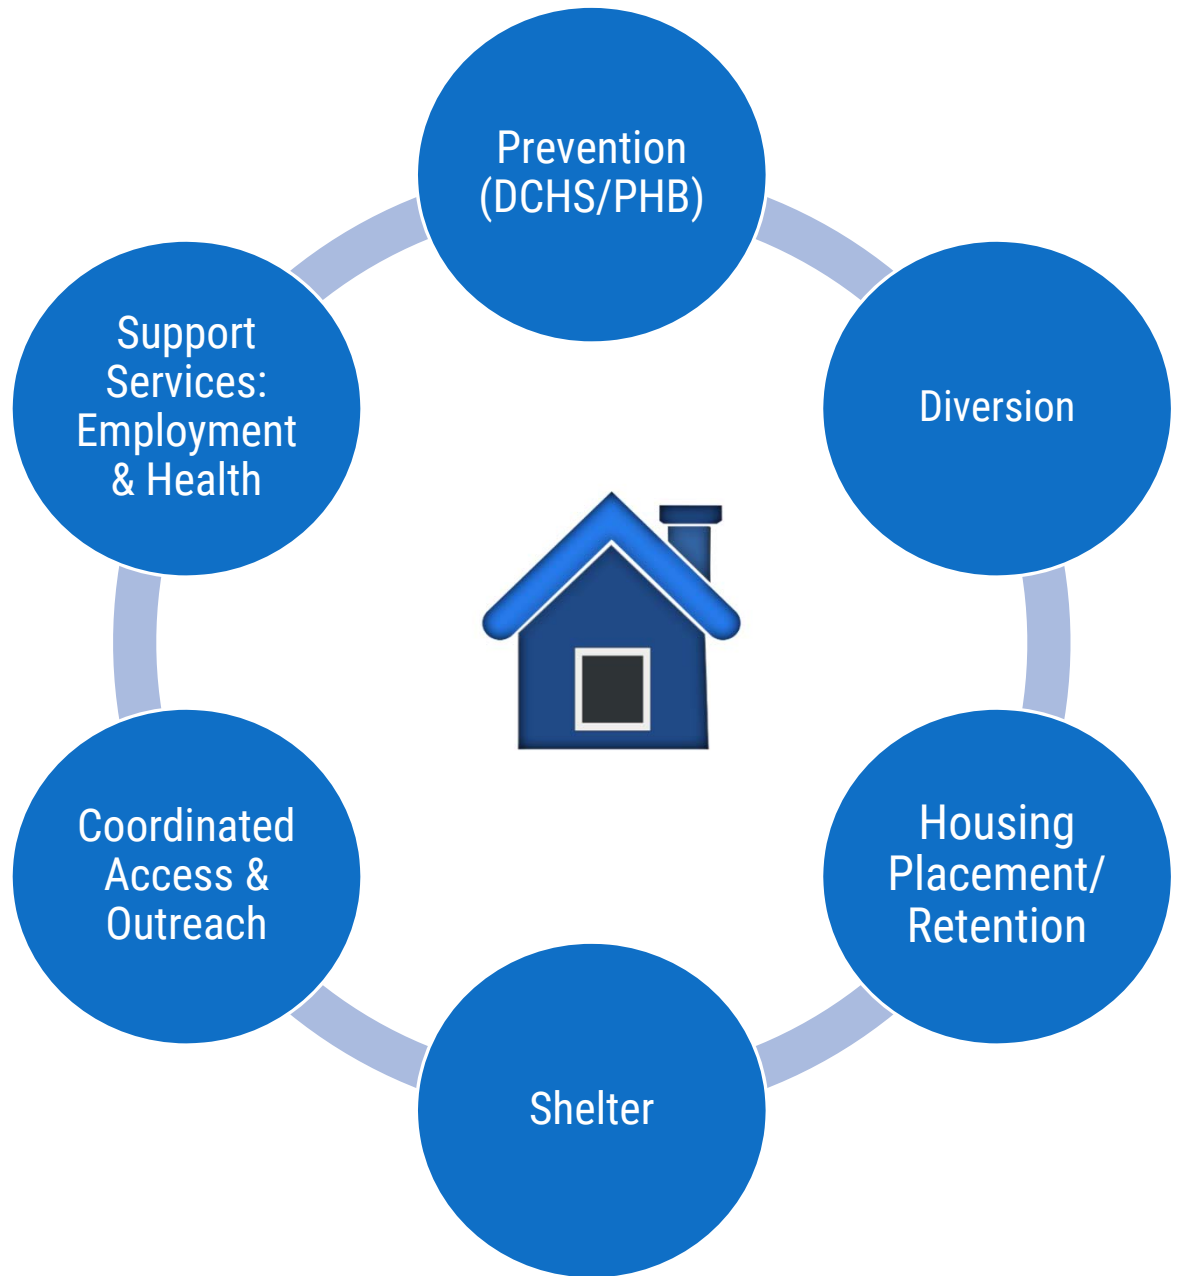 Prevention
(DCHS/PHB)
Diversion
Housing
Placement/
Retention
Shelter
Coordinated
Access &
Outreach
Support
Services:
Employment
& Health